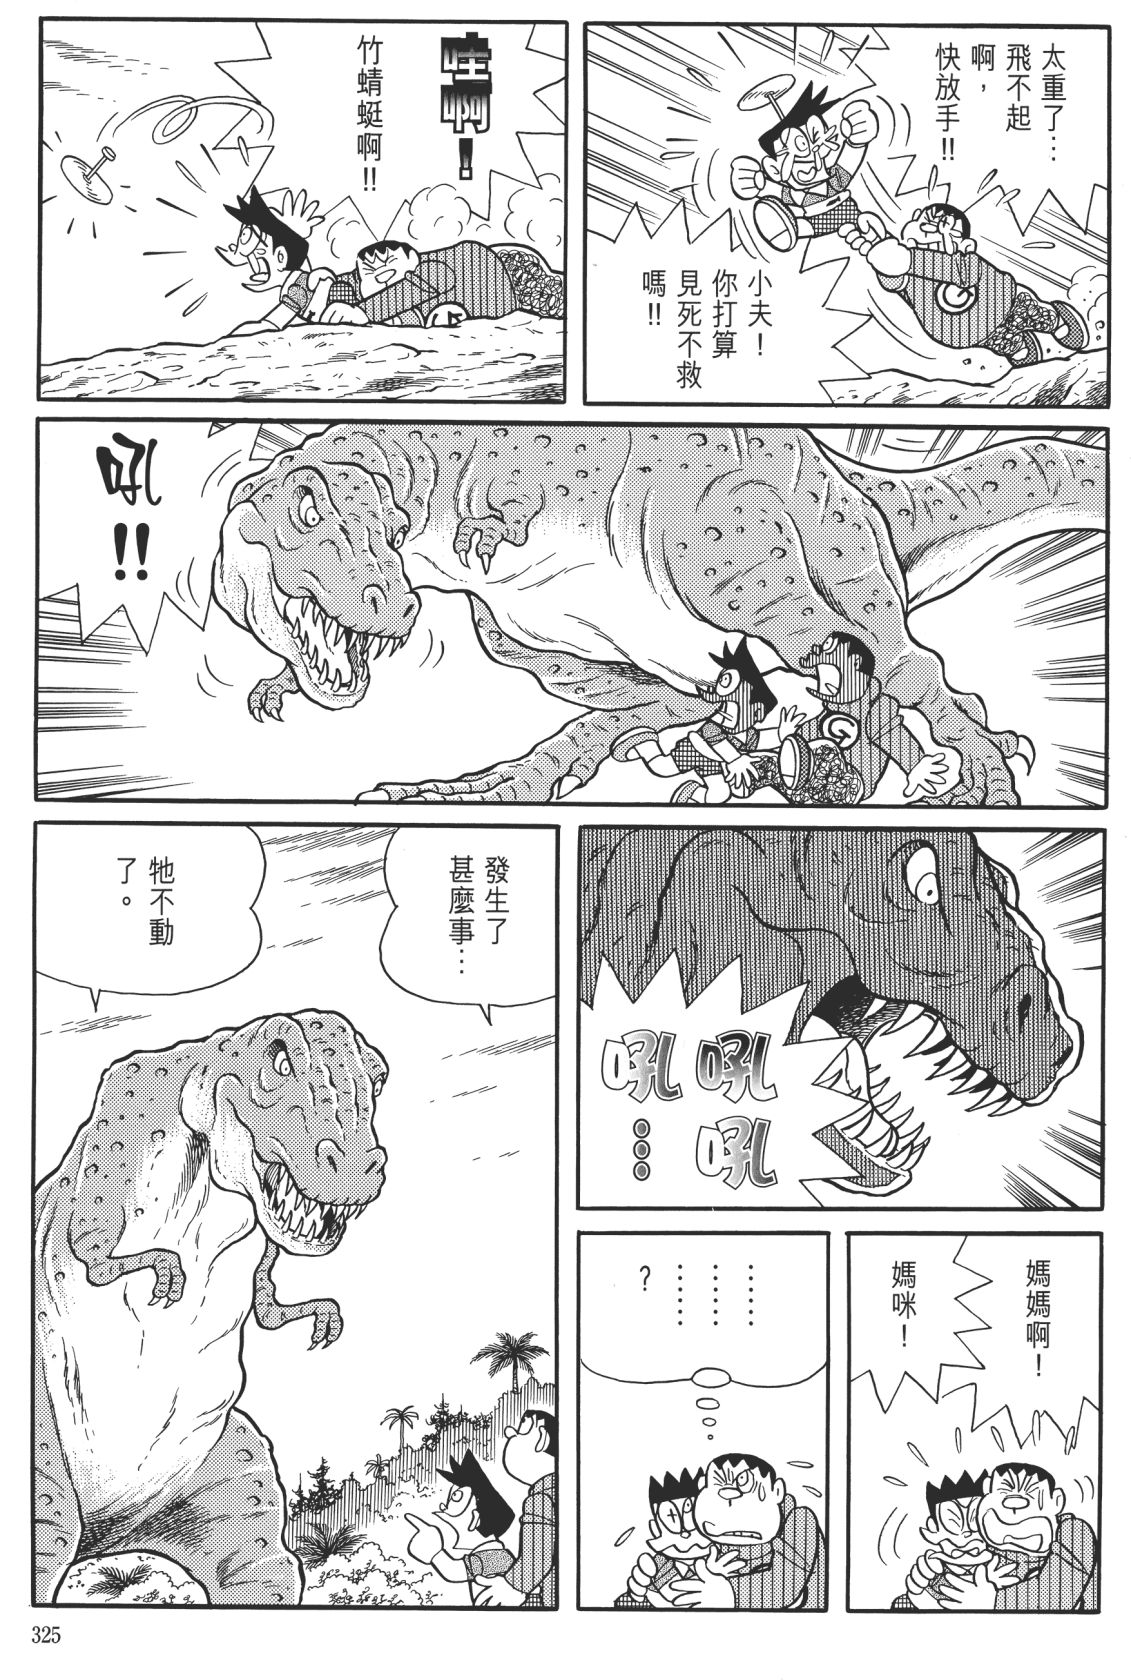 太重了…
飛不起
啊，
快放手!!
小夫！
你打算
見死不救
嗎!!
G
哇啊！
竹蜻蜓啊!!
吼!!
G
吼吼
吼…
媽媽啊！
媽咪！
……
……
……
？
發生了
甚麼事…
牠不動
了。
325